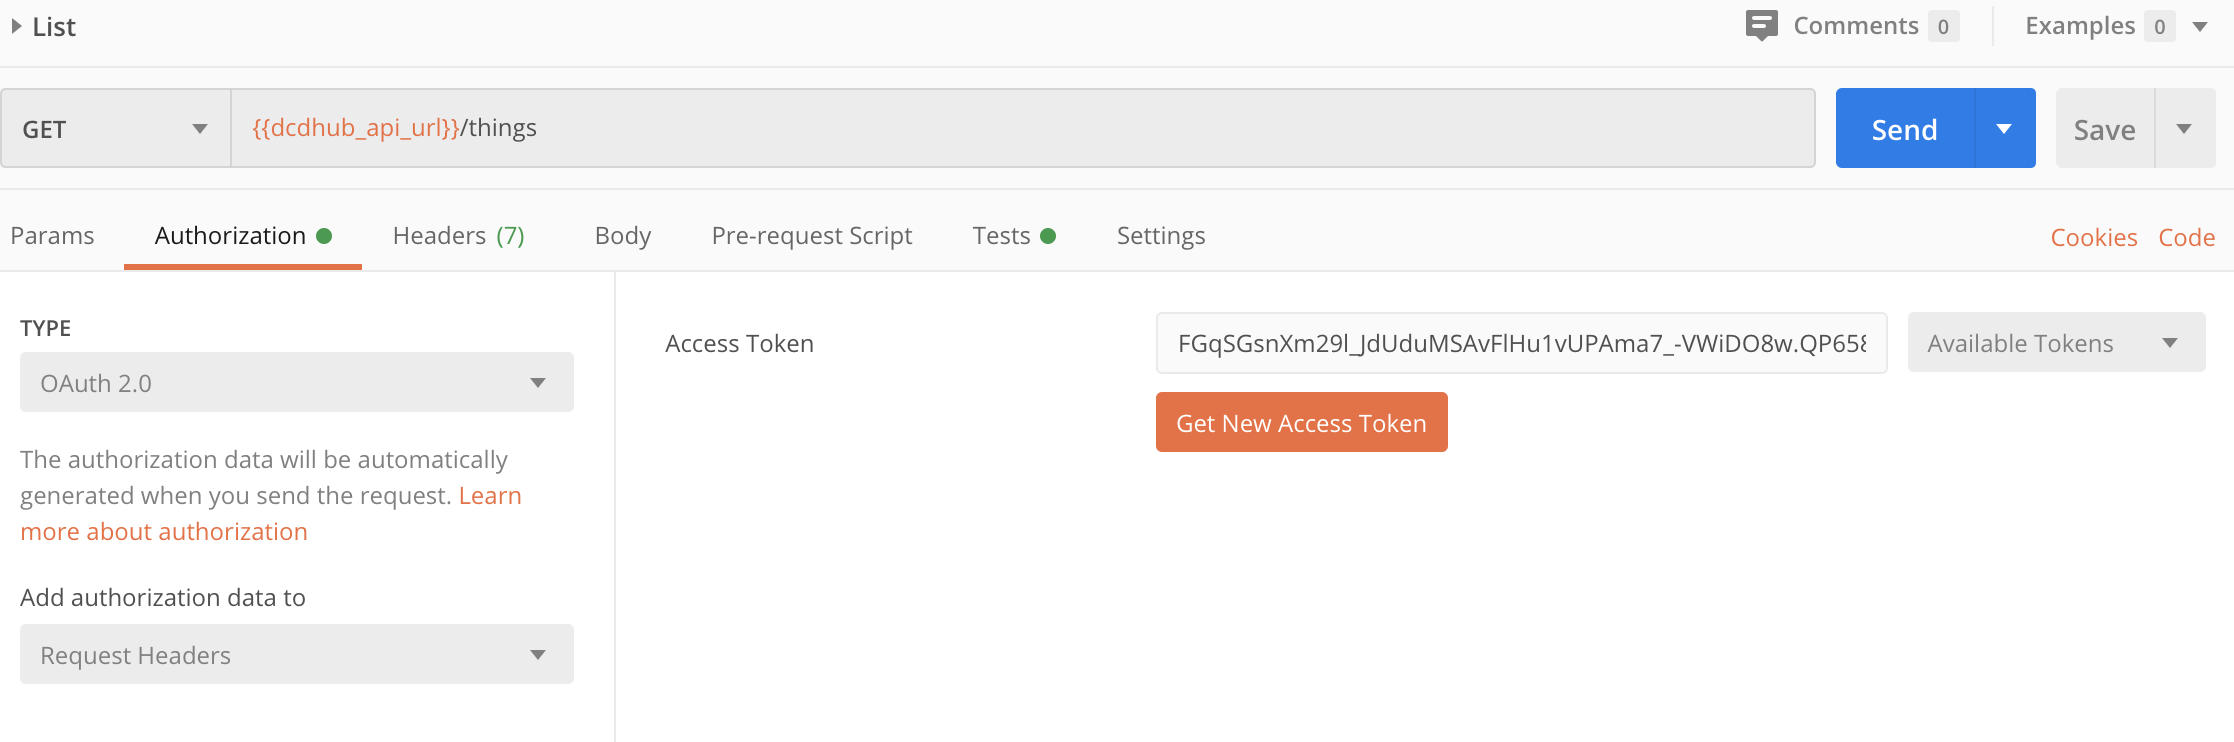 List
Comments 0
Examples 0
GET
{{dcdhub_api_url}}/things
Send
Save
Params
Authorization
Headers (7)
Body
Pre-request Script
Tests
Settings
Cookies
Code
TYPE
OAuth 2.0
The authorization data will be automatically
generated when you send the request. Learn
more about authorization
Add authorization data to
Request Headers
Access Token
FGqSGsnXm29l_JdUduMSAvFlHu1vUPAma7_-VWiDO8w.QP658
Available Tokens
Get New Access Token